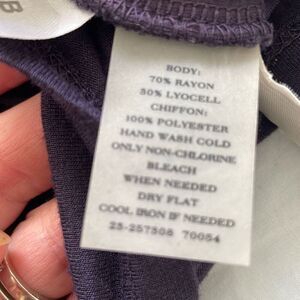 B
BODY:
70% RAYON
30% LYOCELL
CHIFFON:
100% POLYESTER
HAND WASH COLD
ONLY NON-CHLORINE
BLEACH
WHEN NEEDED
DRY FLAT
COOL IRON IF NEEDED
25-257308 70054